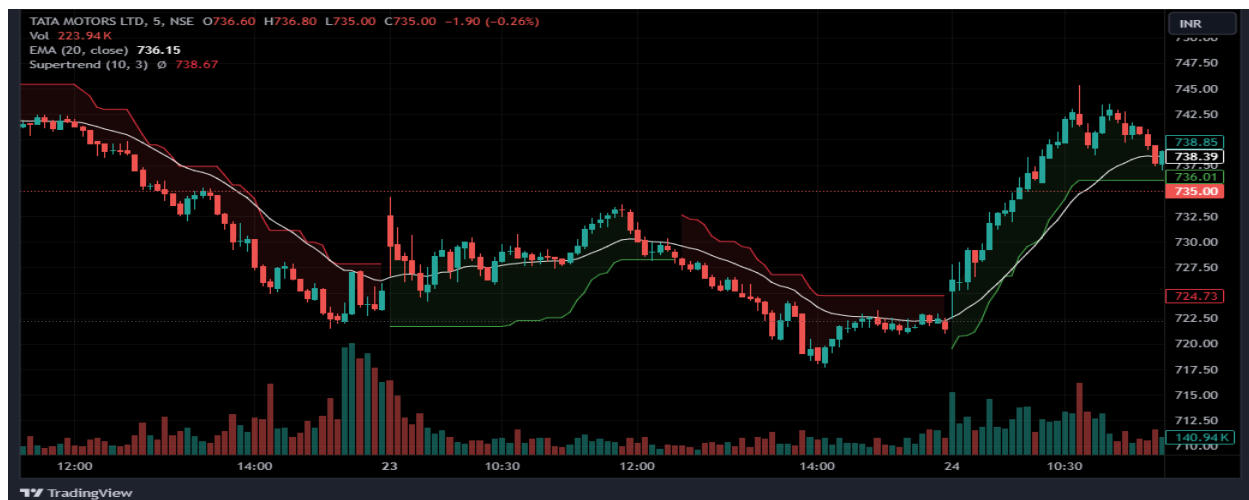 TATA MOTORS LTD, 5, NSE O736.60 H736.80 L735.00 C735.00 −1.90 (−0.26%)
Vol 223.94K
EMA (20, close) 736.15
Supertrend (10, 3) Ø 738.67
INR
747.50
745.00
742.50
738.85
738.39
737.50
736.01
735.00
732.50
730.00
727.50
724.73
722.50
720.00
717.50
715.00
712.50
140.94K
710.00
12:00 14:00 23 10:30 12:00 14:00 24 10:30
TradingView